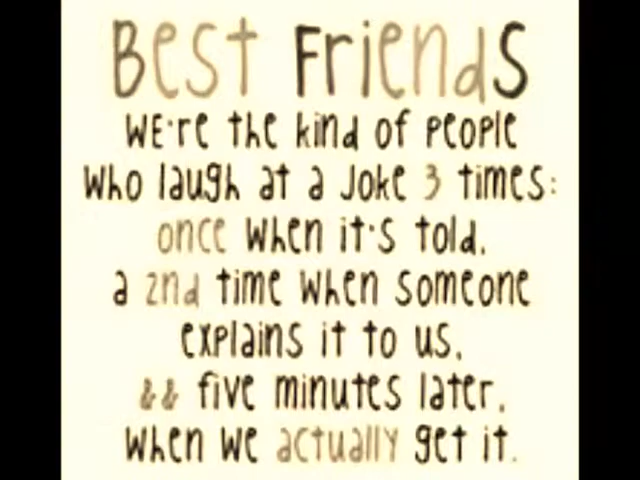 Best Friends
WE're the kind of people
who laugh at a Joke 3 times:
once when it's told.
a 2nd time when someone
explains it to us.
&& five minutes later.
when we actually get it.